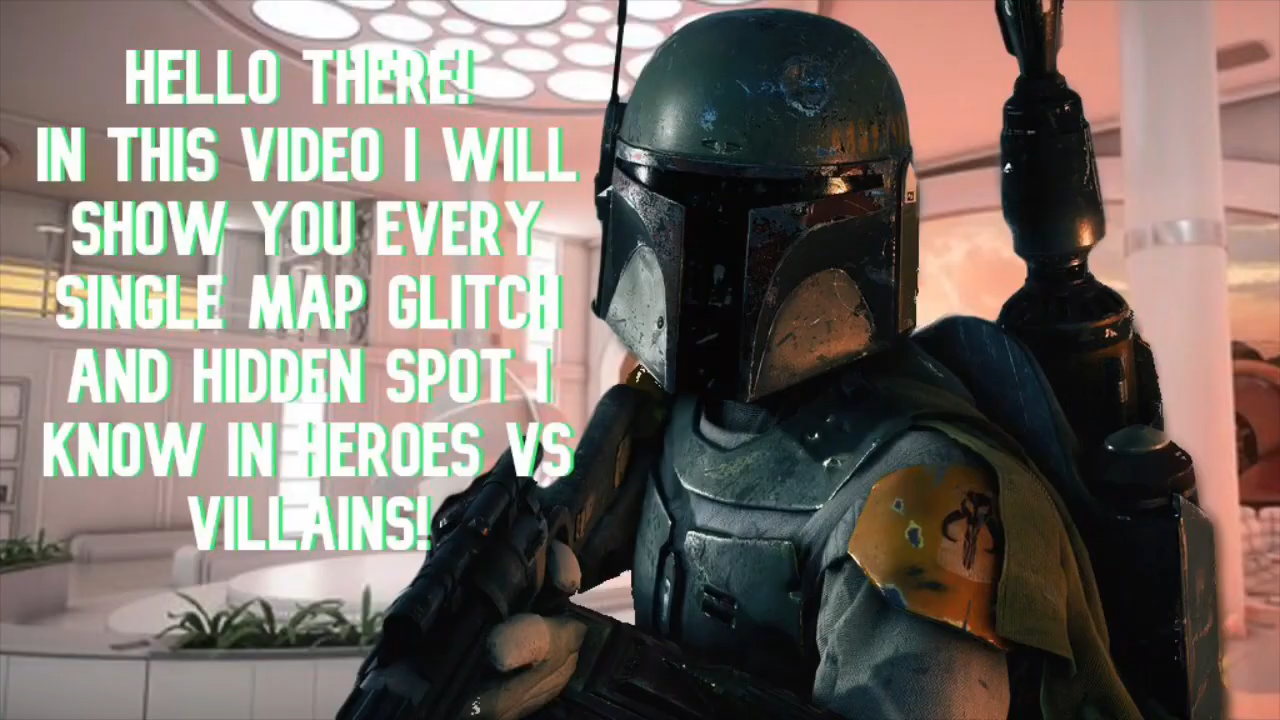 HELLO THERE!
IN THIS VIDEO I WILL
SHOW YOU EVERY
SINGLE MAP GLITCH
AND HIDDEN SPOT I
KNOW IN HEROES VS
VILLAINS!